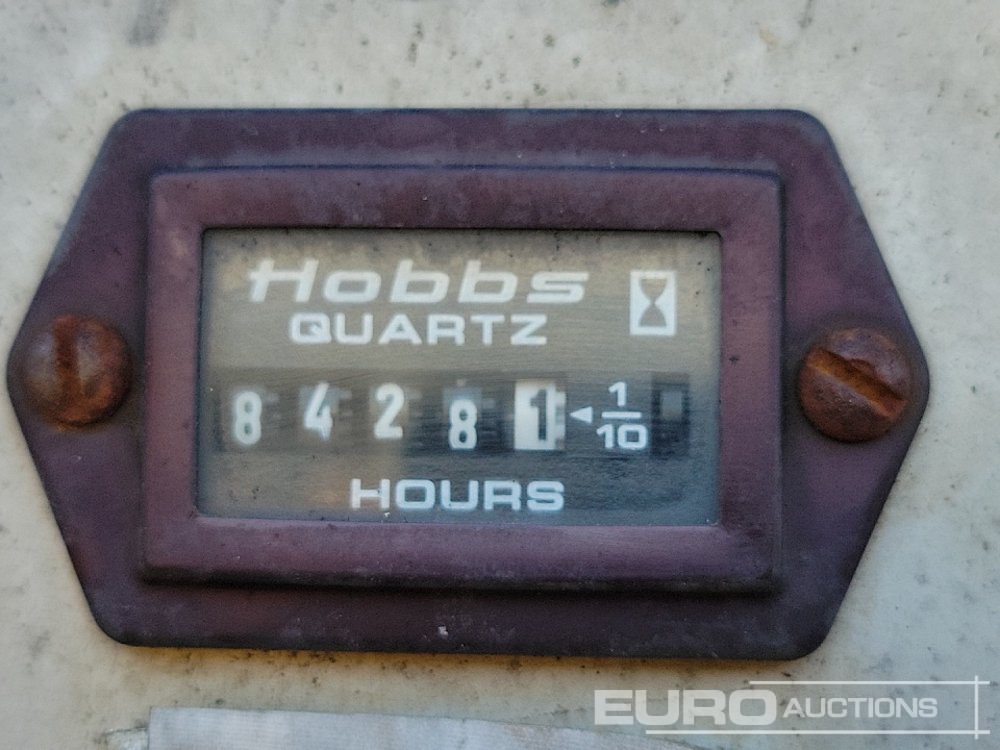 Hobbs
QUARTZ
8 4 2 8 1 ◄ 1/10
HOURS
EURO AUCTIONS